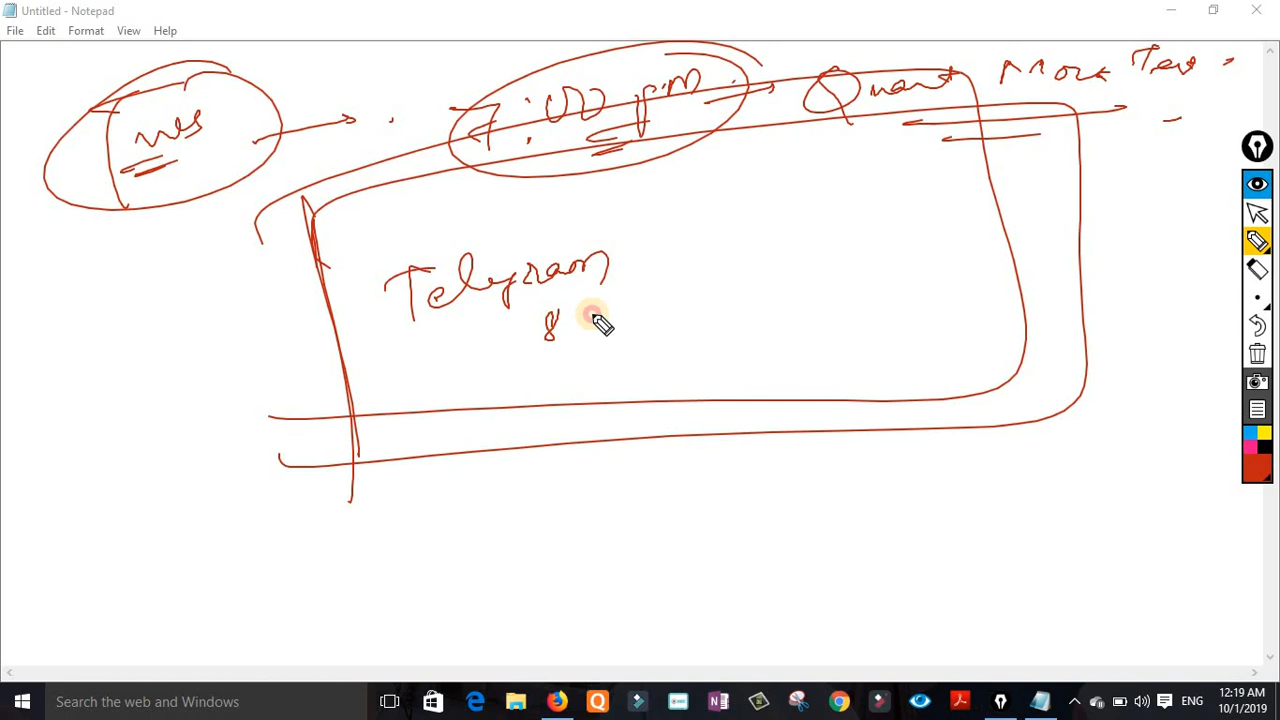 Untitled - Notepad
File Edit Format View Help
7:00 pm Quant Mock Test
Telegram
8
Search the web and Windows
ENG
12:19 AM
10/1/2019